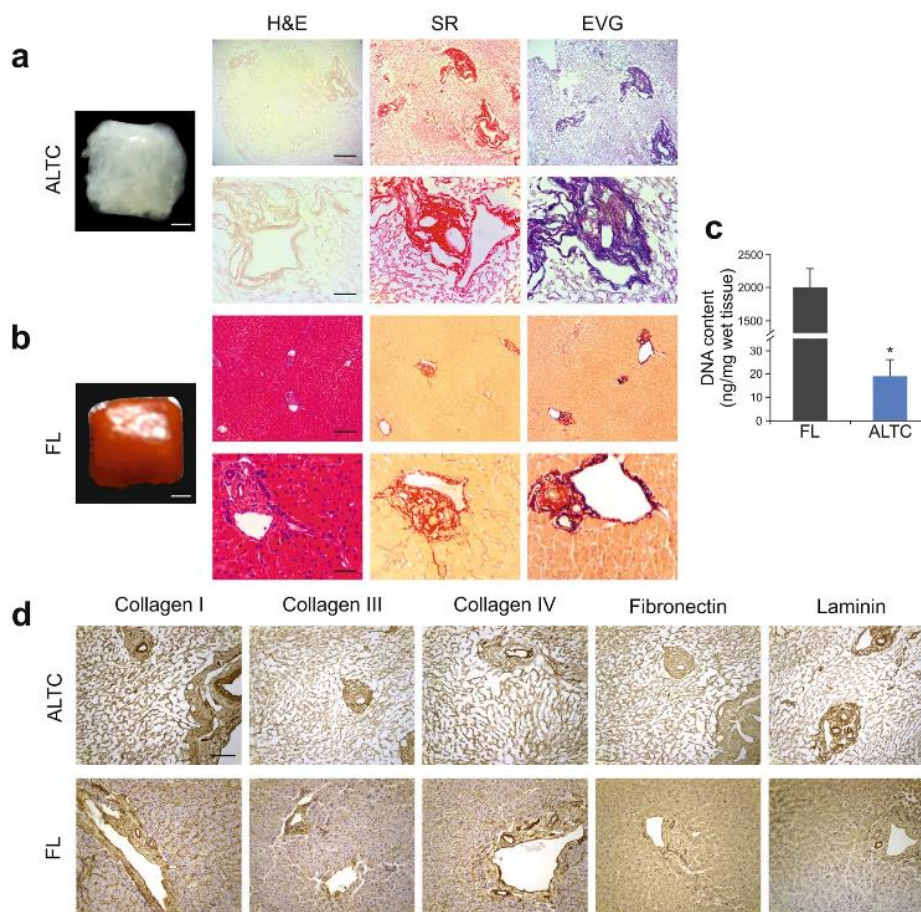 H&E
SR
EVG
a
ALTC
b
FL
c
DNA content
(ng/mg wet tissue)
2500
2000
1500
30
20
10
0
*
FL
ALTC
d
Collagen I
Collagen III
Collagen IV
Fibronectin
Laminin
ALTC
FL